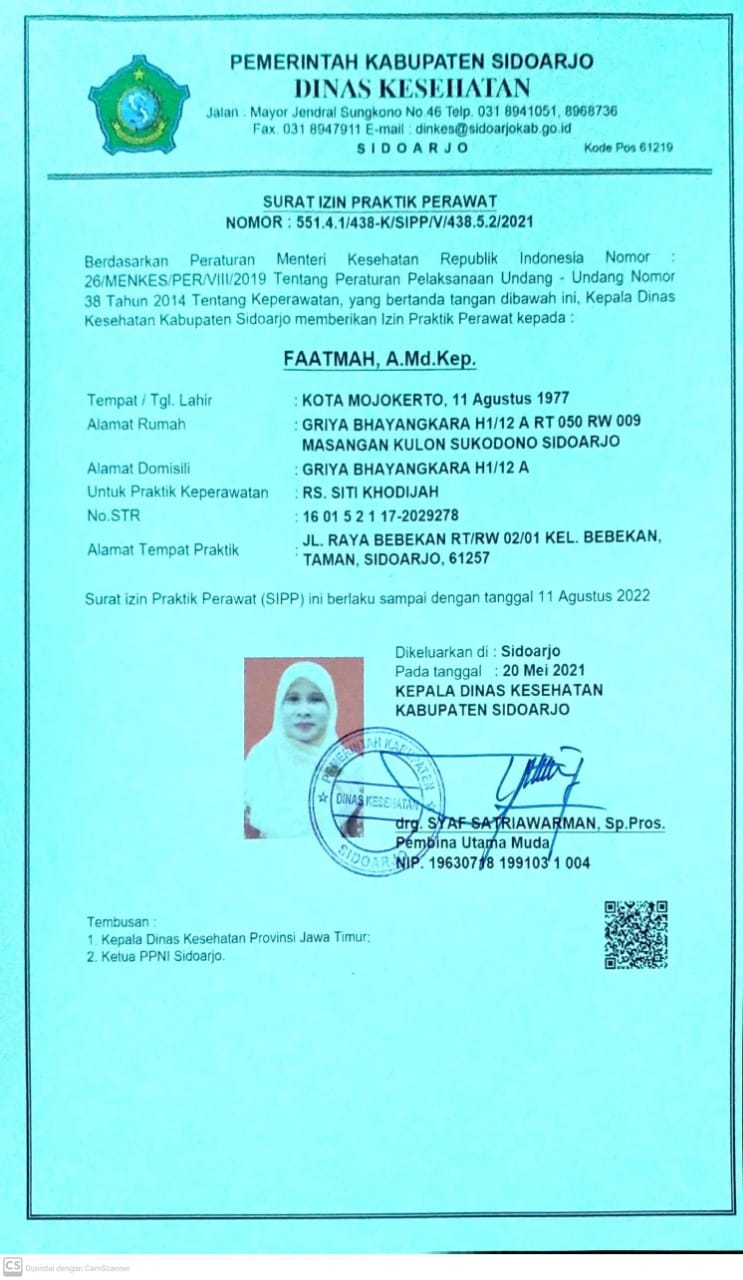 PEMERINTAH KABUPATEN SIDOARJO
DINAS KESEHATAN
Jalan . Mayor Jendral Sungkono No.46 Telp. 031 8941051, 8968736
Fax. 031 8947911 E-mail : dinkes@sidoarjokab.go.id
SIDOARJO Kode Pos 61219
SURAT IZIN PRAKTIK PERAWAT
NOMOR : 551.4.1/438-K/SIPP/V/438.5.2/2021
Berdasarkan Peraturan Menteri Kesehatan Republik Indonesia Nomor :
26/MENKES/PER/VIII/2019 Tentang Peraturan Pelaksanaan Undang - Undang Nomor
38 Tahun 2014 Tentang Keperawatan, yang bertanda tangan dibawah ini, Kepala Dinas
Kesehatan Kabupaten Sidoarjo memberikan Izin Praktik Perawat kepada :
FAATMAH, A.Md.Kep.
Tempat / Tgl. Lahir : KOTA MOJOKERTO, 11 Agustus 1977
Alamat Rumah : GRIYA BHAYANGKARA H1/12 A RT 050 RW 009
MASANGAN KULON SUKODONO SIDOARJO
Alamat Domisili : GRIYA BHAYANGKARA H1/12 A
Untuk Praktik Keperawatan : RS. SITI KHODIJAH
No.STR : 16 01 5 2 1 17-2029278
Alamat Tempat Praktik : JL. RAYA BEBEKAN RT/RW 02/01 KEL. BEBEKAN,
TAMAN, SIDOARJO, 61257
Surat izin Praktik Perawat (SIPP) ini berlaku sampai dengan tanggal 11 Agustus 2022
Dikeluarkan di : Sidoarjo
Pada tanggal : 20 Mei 2021
KEPALA DINAS KESEHATAN
KABUPATEN SIDOARJO
PEMERINTAH KABUPATEN
DINAS KESEHATAN
SIDOARJO
drg. SYAF SATRIAWARMAN, Sp.Pros.
Pembina Utama Muda
NIP. 19630718 199103 1 004
Tembusan :
1. Kepala Dinas Kesehatan Provinsi Jawa Timur;
2. Ketua PPNI Sidoarjo.
CS Dipindai dengan CamScanner